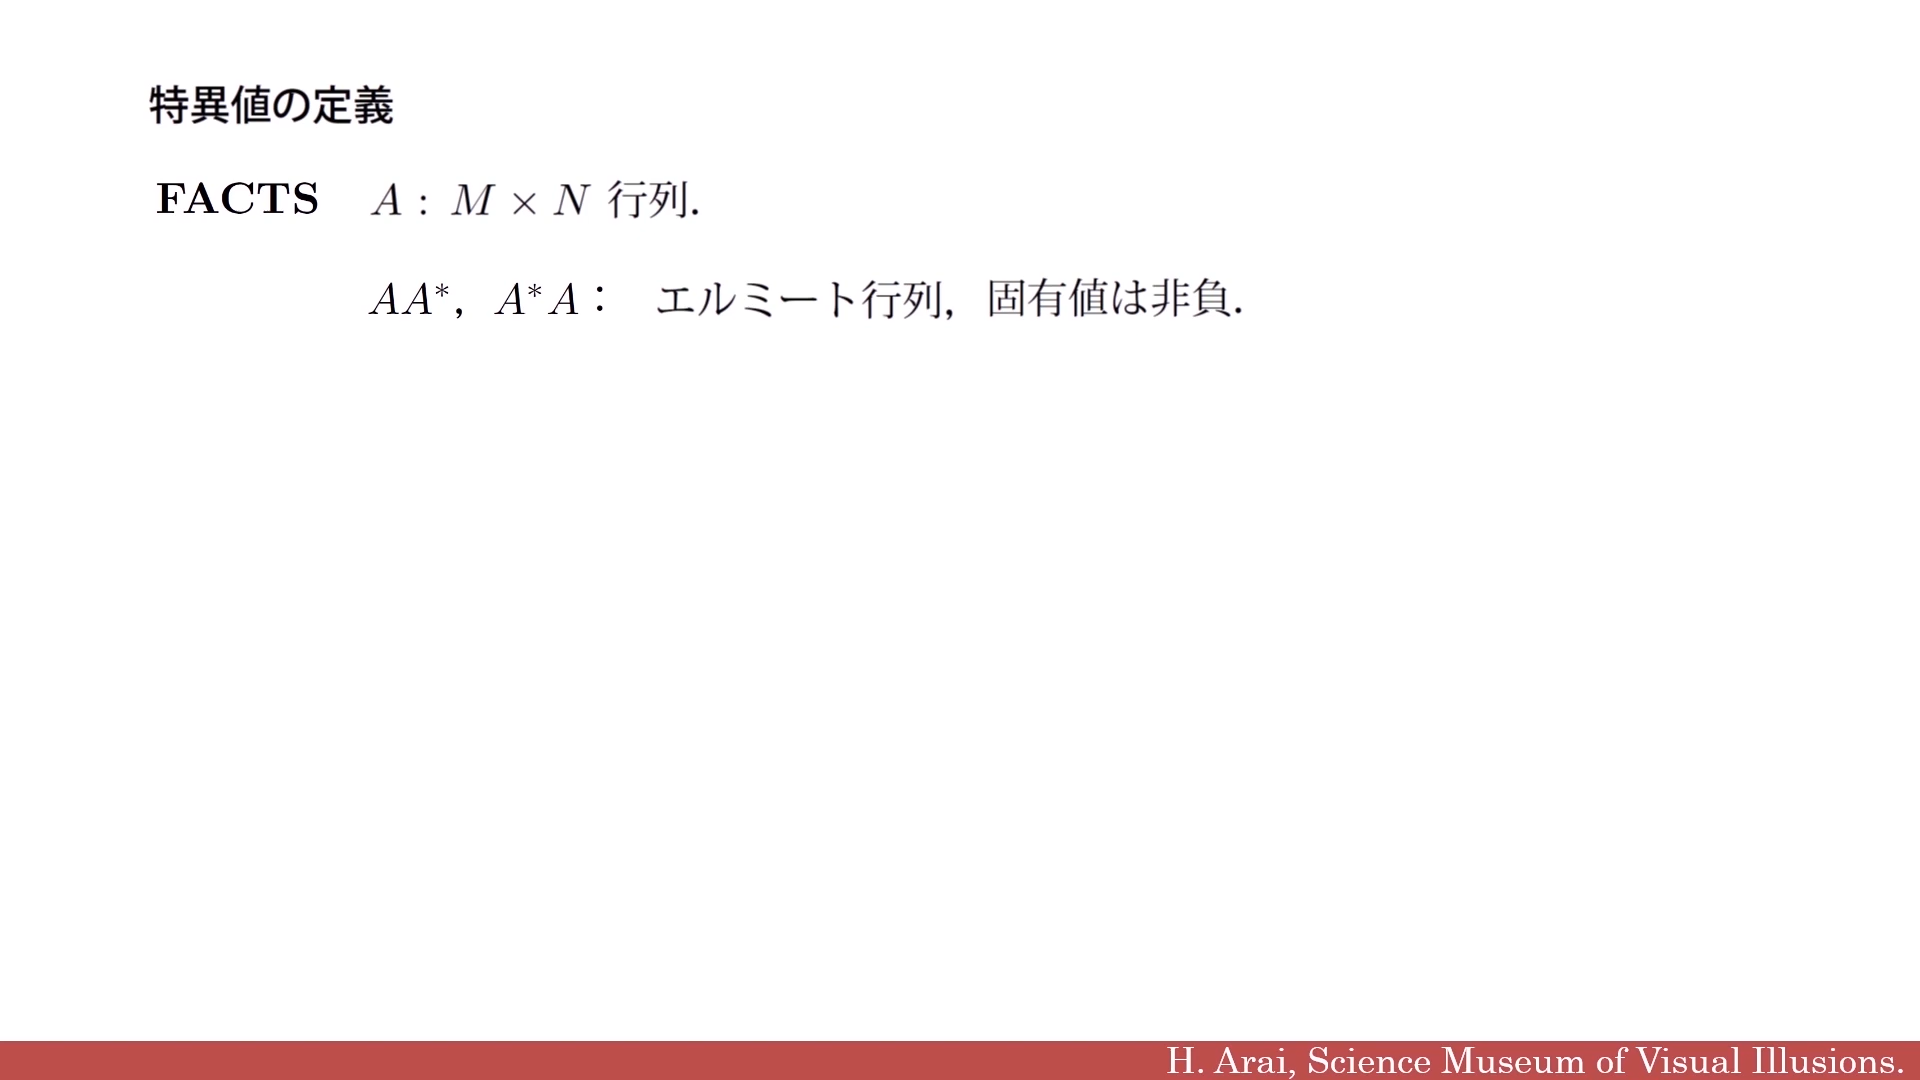 特異値の定義
FACTS A : M × N 行列.
AA*, A*A : エルミート行列, 固有値は非負.
H. Arai, Science Museum of Visual Illusions.